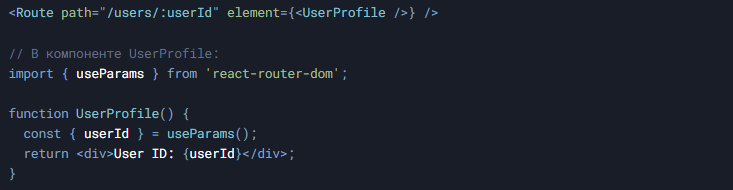 <Route path="/users/:userId" element={<UserProfile />} />
// В компоненте UserProfile:
import { useParams } from 'react-router-dom';
function UserProfile() {
  const { userId } = useParams();
  return <div>User ID: {userId}</div>;
}